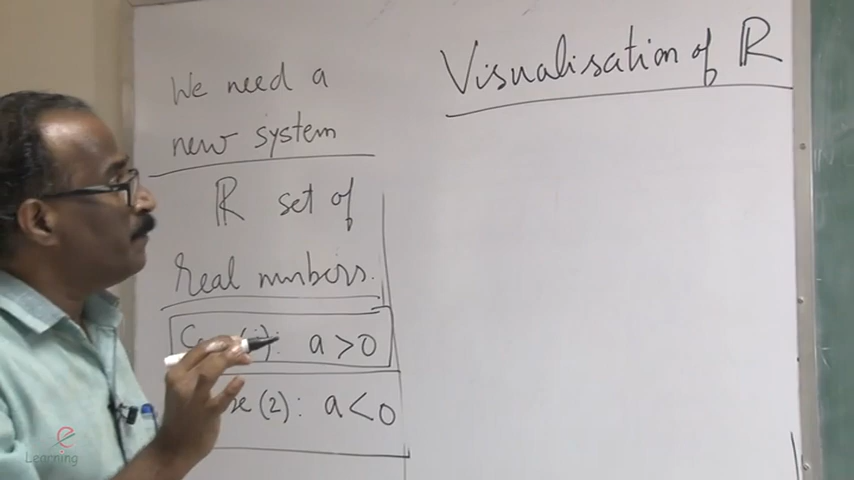 We need a
new system
R set of
real numbers.
(i): a > 0
(2): a < 0
Visualisation of ℝ
e
Learning